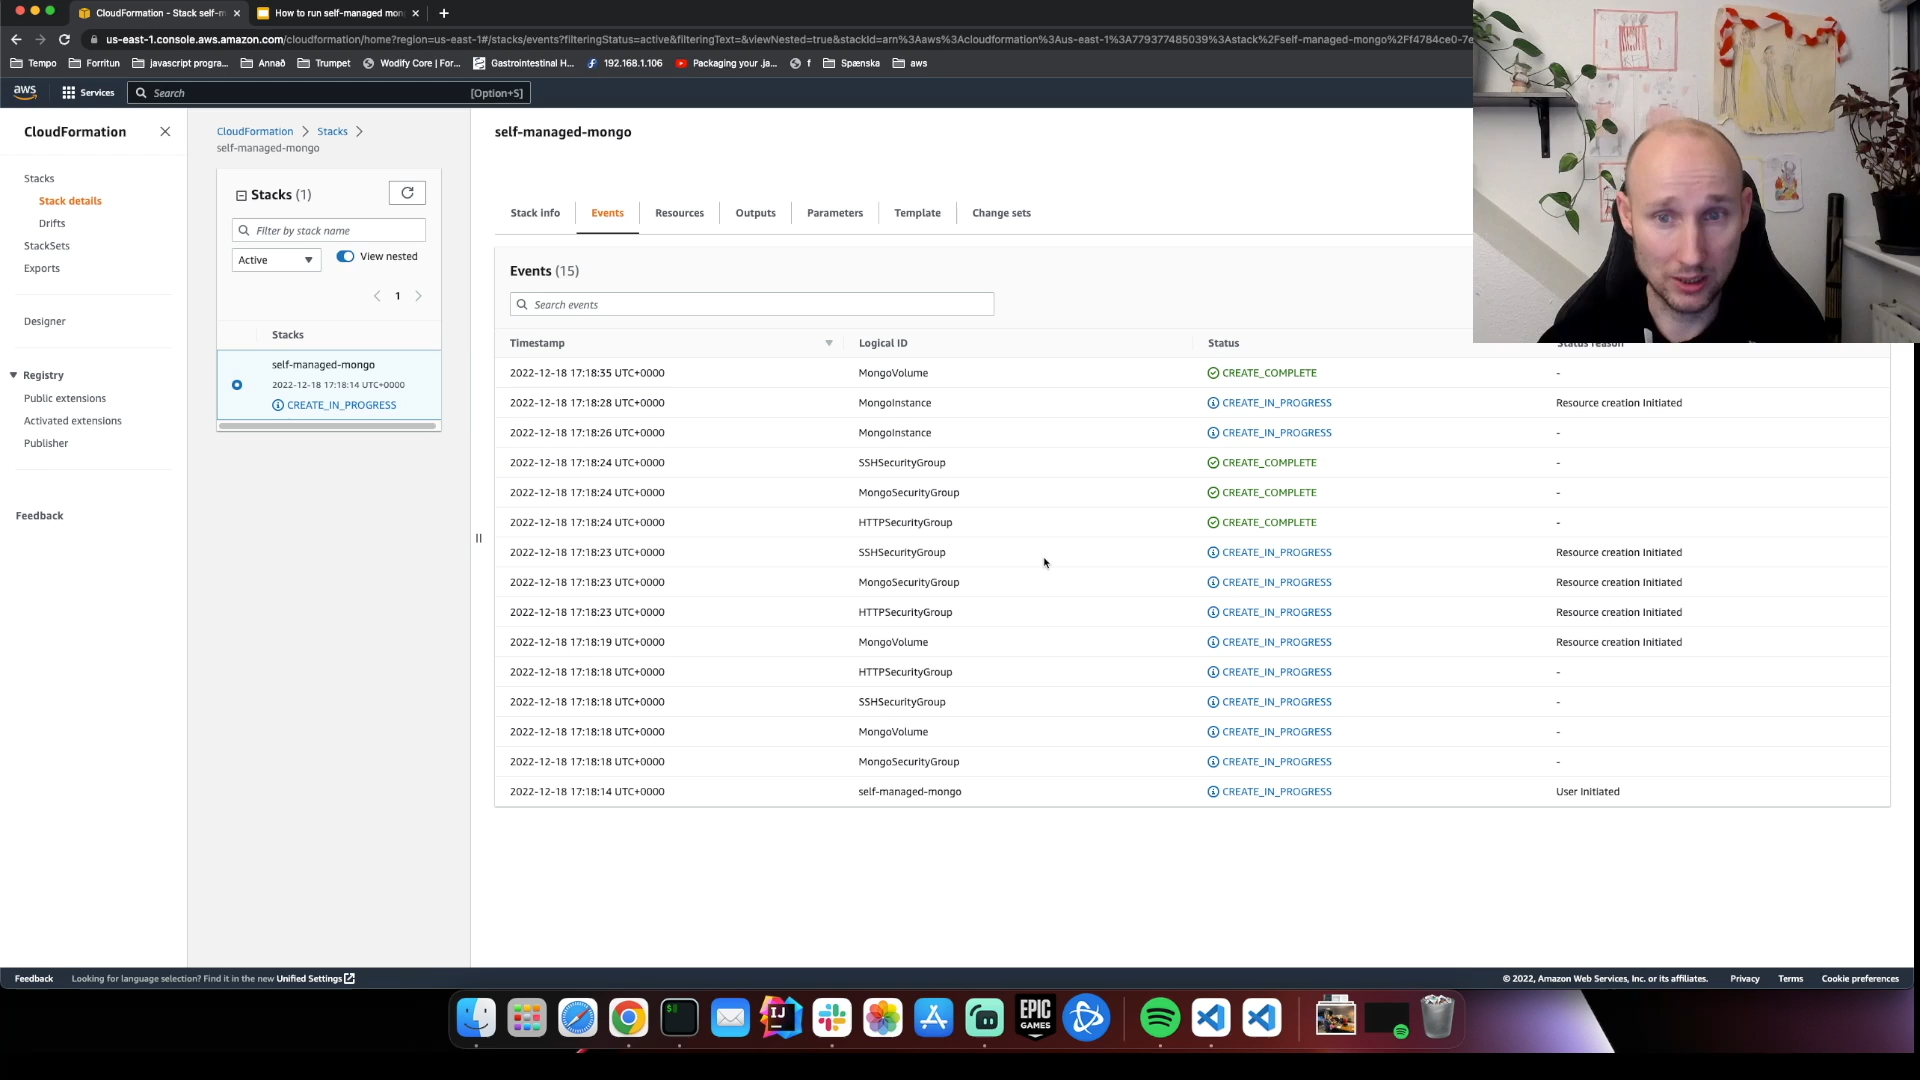 CloudFormation - Stack self-m
How to run self-managed mon
us-east-1.console.aws.amazon.com/cloudformation/home?region=us-east-1#/stacks/events?filteringStatus=active&filteringText=&viewNested=true&stackId=arn%3Aaws%3Acloudformation%3Aus-east-1%3A779377485039%3Astack%2Fself-managed-mongo%2Ff4784ce0-7e
Tempo Forritun javascript progra... Annað Trumpet Wodify Core | For... Gastrointestinal H... 192.168.1.106 Packaging your .ja... f Spænska aws
aws Services Search [Option+S]
CloudFormation
Stacks
Stack details
Drifts
StackSets
Exports
Designer
Registry
Public extensions
Activated extensions
Publisher
Feedback
CloudFormation Stacks
self-managed-mongo
Stacks (1)
Filter by stack name
Active
View nested
1
Stacks
self-managed-mongo
2022-12-18 17:18:14 UTC+0000
CREATE_IN_PROGRESS
self-managed-mongo
Stack info Events Resources Outputs Parameters Template Change sets
Events (15)
Search events
Timestamp Logical ID Status Status reason
2022-12-18 17:18:35 UTC+0000 MongoVolume CREATE_COMPLETE -
2022-12-18 17:18:28 UTC+0000 MongoInstance CREATE_IN_PROGRESS Resource creation Initiated
2022-12-18 17:18:26 UTC+0000 MongoInstance CREATE_IN_PROGRESS -
2022-12-18 17:18:24 UTC+0000 SSHSecurityGroup CREATE_COMPLETE -
2022-12-18 17:18:24 UTC+0000 MongoSecurityGroup CREATE_COMPLETE -
2022-12-18 17:18:24 UTC+0000 HTTPSecurityGroup CREATE_COMPLETE -
2022-12-18 17:18:23 UTC+0000 SSHSecurityGroup CREATE_IN_PROGRESS Resource creation Initiated
2022-12-18 17:18:23 UTC+0000 MongoSecurityGroup CREATE_IN_PROGRESS Resource creation Initiated
2022-12-18 17:18:23 UTC+0000 HTTPSecurityGroup CREATE_IN_PROGRESS Resource creation Initiated
2022-12-18 17:18:19 UTC+0000 MongoVolume CREATE_IN_PROGRESS Resource creation Initiated
2022-12-18 17:18:18 UTC+0000 HTTPSecurityGroup CREATE_IN_PROGRESS -
2022-12-18 17:18:18 UTC+0000 SSHSecurityGroup CREATE_IN_PROGRESS -
2022-12-18 17:18:18 UTC+0000 MongoVolume CREATE_IN_PROGRESS -
2022-12-18 17:18:18 UTC+0000 MongoSecurityGroup CREATE_IN_PROGRESS -
2022-12-18 17:18:14 UTC+0000 self-managed-mongo CREATE_IN_PROGRESS User Initiated
Feedback Looking for language selection? Find it in the new Unified Settings © 2022, Amazon Web Services, Inc. or its affiliates. Privacy Terms Cookie preferences
IJ EPIC
GAMES